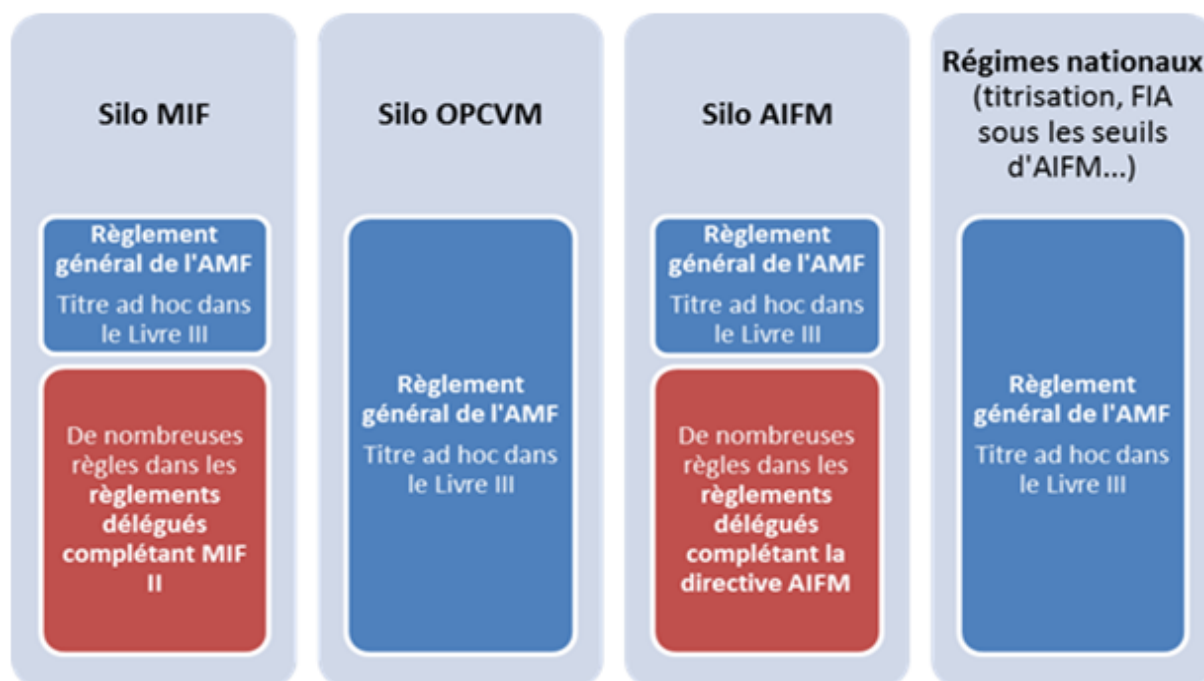 Silo MIF
Règlement
général de l'AMF
Titre ad hoc dans
le Livre III
De nombreuses
règles dans les
règlements
délégués
complétant MIF
II
Silo OPCVM
Règlement
général de l'AMF
Titre ad hoc dans
le Livre III
Silo AIFM
Règlement
général de l'AMF
Titre ad hoc dans
le Livre III
De nombreuses
règles dans les
règlements
délégués
complétant la
directive AIFM
Régimes nationaux
(titrisation, FIA
sous les seuils
d'AIFM...)
Règlement
général de l'AMF
Titre ad hoc dans
le Livre III